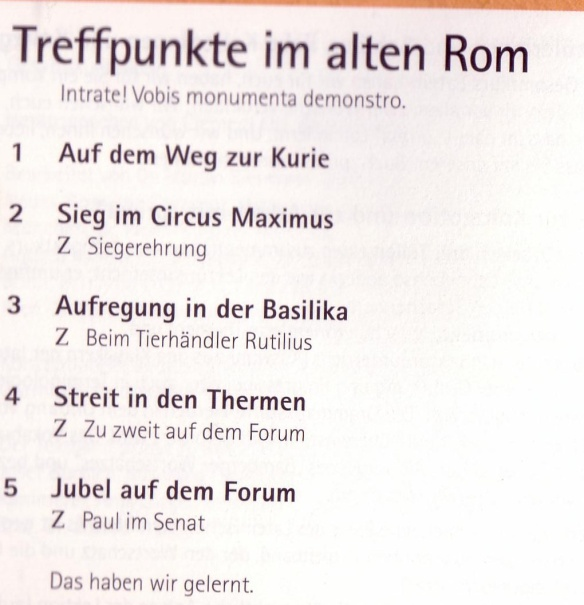 Treffpunkte im alten Rom
Intrate! Vobis monumenta demonstro.
1 Auf dem Weg zur Kurie
2 Sieg im Circus Maximus
Z Siegerehrung
3 Aufregung in der Basilika
Z Beim Tierhändler Rutilius
4 Streit in den Thermen
Z Zu zweit auf dem Forum
5 Jubel auf dem Forum
Z Paul im Senat
Das haben wir gelernt.